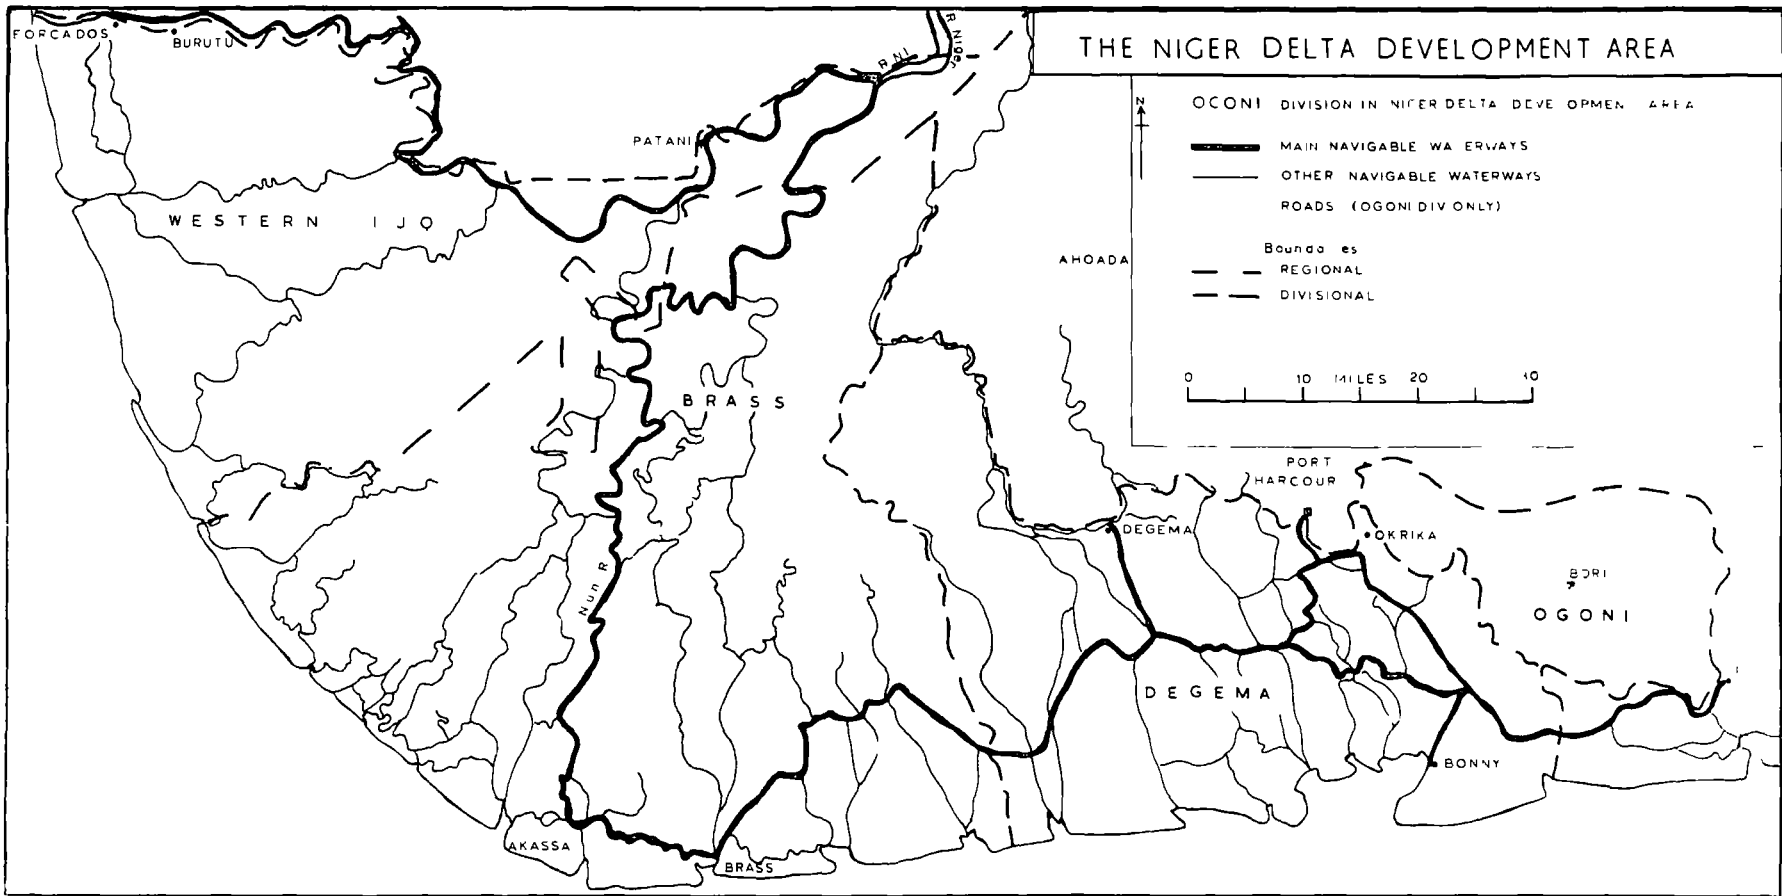 THE NIGER DELTA DEVELOPMENT AREA
N
OGONI DIVISION IN NIGER DELTA DEVE OPMEN AREA
MAIN NAVIGABLE WA ERWAYS
OTHER NAVIGABLE WATERWAYS
ROADS (OGONI DIV ONLY)
Bounda es
REGIONAL
DIVISIONAL
0 10 MILES 20
FORCADOS
BURUTU
R NI
R Niger
PATANI
WESTERN IJO
AHOADA
BRASS
PORT
HARCOUR
DEGEMA
OKRIKA
BORI
OGONI
Nun R
DEGEMA
BONNY
AKASSA
BRASS